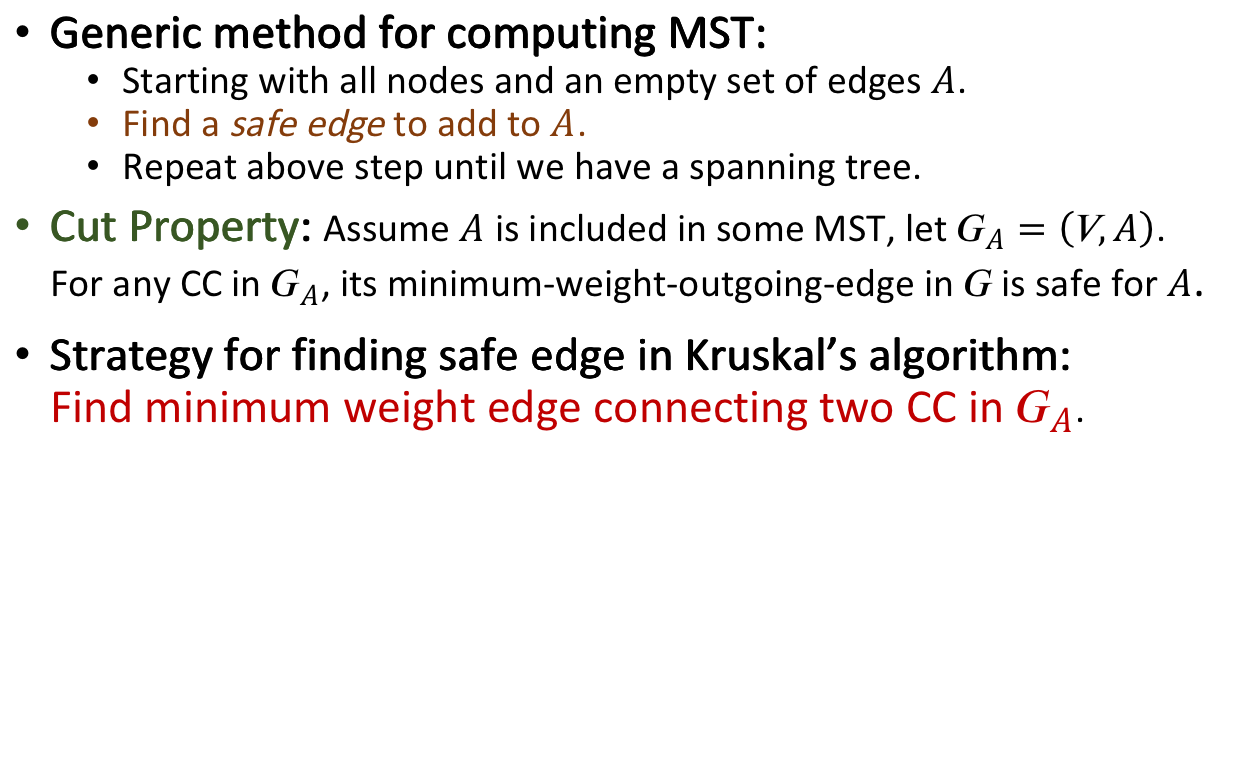 • Generic method for computing MST:
• Starting with all nodes and an empty set of edges A.
• Find a safe edge to add to A.
• Repeat above step until we have a spanning tree.
• Cut Property: Assume A is included in some MST, let G_A = (V, A).
For any CC in G_A, its minimum-weight-outgoing-edge in G is safe for A.
• Strategy for finding safe edge in Kruskal’s algorithm:
Find minimum weight edge connecting two CC in G_A.